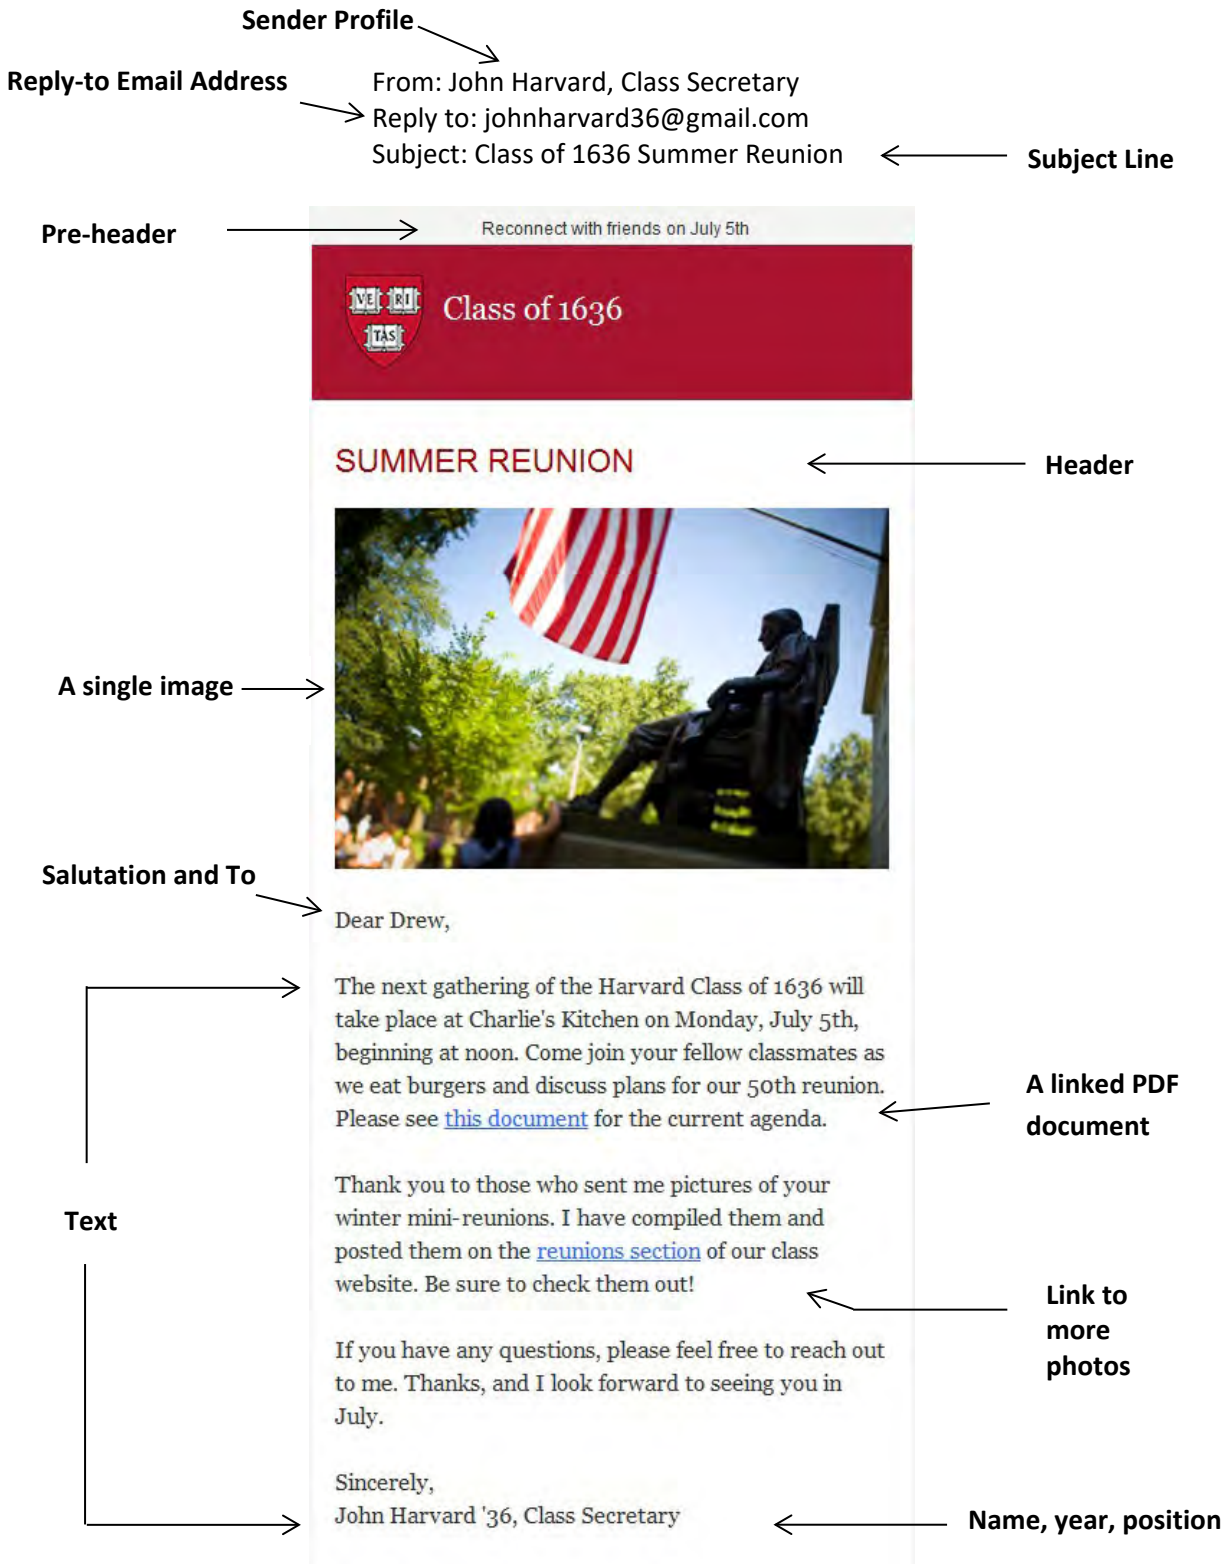 Sender Profile
Reply-to Email Address
From: John Harvard, Class Secretary
Reply to: johnharvard36@gmail.com
Subject: Class of 1636 Summer Reunion
Subject Line
Pre-header
Reconnect with friends on July 5th
VE RI
TAS
Class of 1636
SUMMER REUNION
Header
A single image
Salutation and To
Dear Drew,
The next gathering of the Harvard Class of 1636 will
take place at Charlie's Kitchen on Monday, July 5th,
beginning at noon. Come join your fellow classmates as
we eat burgers and discuss plans for our 50th reunion.
Please see this document for the current agenda.
A linked PDF
document
Text
Thank you to those who sent me pictures of your
winter mini-reunions. I have compiled them and
posted them on the reunions section of our class
website. Be sure to check them out!
Link to
more
photos
If you have any questions, please feel free to reach out
to me. Thanks, and I look forward to seeing you in
July.
Sincerely,
John Harvard '36, Class Secretary
Name, year, position